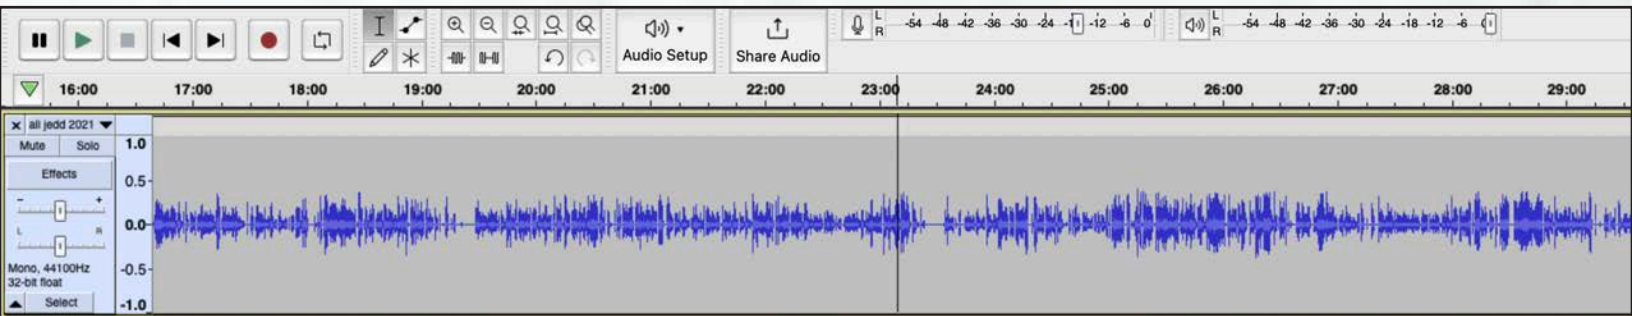 L R -54 -48 -42 -36 -30 -24 -12 -6 0
L R -54 -48 -42 -36 -30 -24 -18 -12 -6
Audio Setup
Share Audio
16:00 17:00 18:00 19:00 20:00 21:00 22:00 23:00 24:00 25:00 26:00 27:00 28:00 29:00
x ali jedd 2021
Mute Solo
Effects
- +
L R
Mono, 44100Hz
32-bit float
Select
1.0
0.5-
0.0-
-0.5-
-1.0